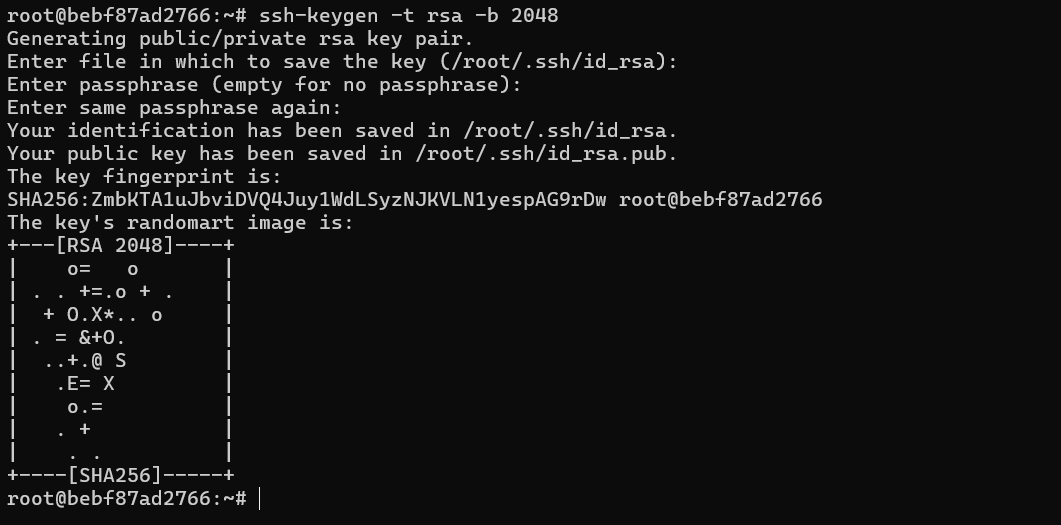 root@bebf87ad2766:~# ssh-keygen -t rsa -b 2048
Generating public/private rsa key pair.
Enter file in which to save the key (/root/.ssh/id_rsa):
Enter passphrase (empty for no passphrase):
Enter same passphrase again:
Your identification has been saved in /root/.ssh/id_rsa.
Your public key has been saved in /root/.ssh/id_rsa.pub.
The key fingerprint is:
SHA256:ZmbKTA1uJbviDVQ4Juy1WdLSyzNJKVLN1yespAG9rDw root@bebf87ad2766
The key's randomart image is:
+---[RSA 2048]----+
|    o=   o       |
| . . +=.o + .    |
|  + O.X*.. o     |
| . = &+O.        |
|  ..+.@ S        |
|   .E= X         |
|    o.=          |
|   . +           |
|    . .          |
+----[SHA256]-----+
root@bebf87ad2766:~#